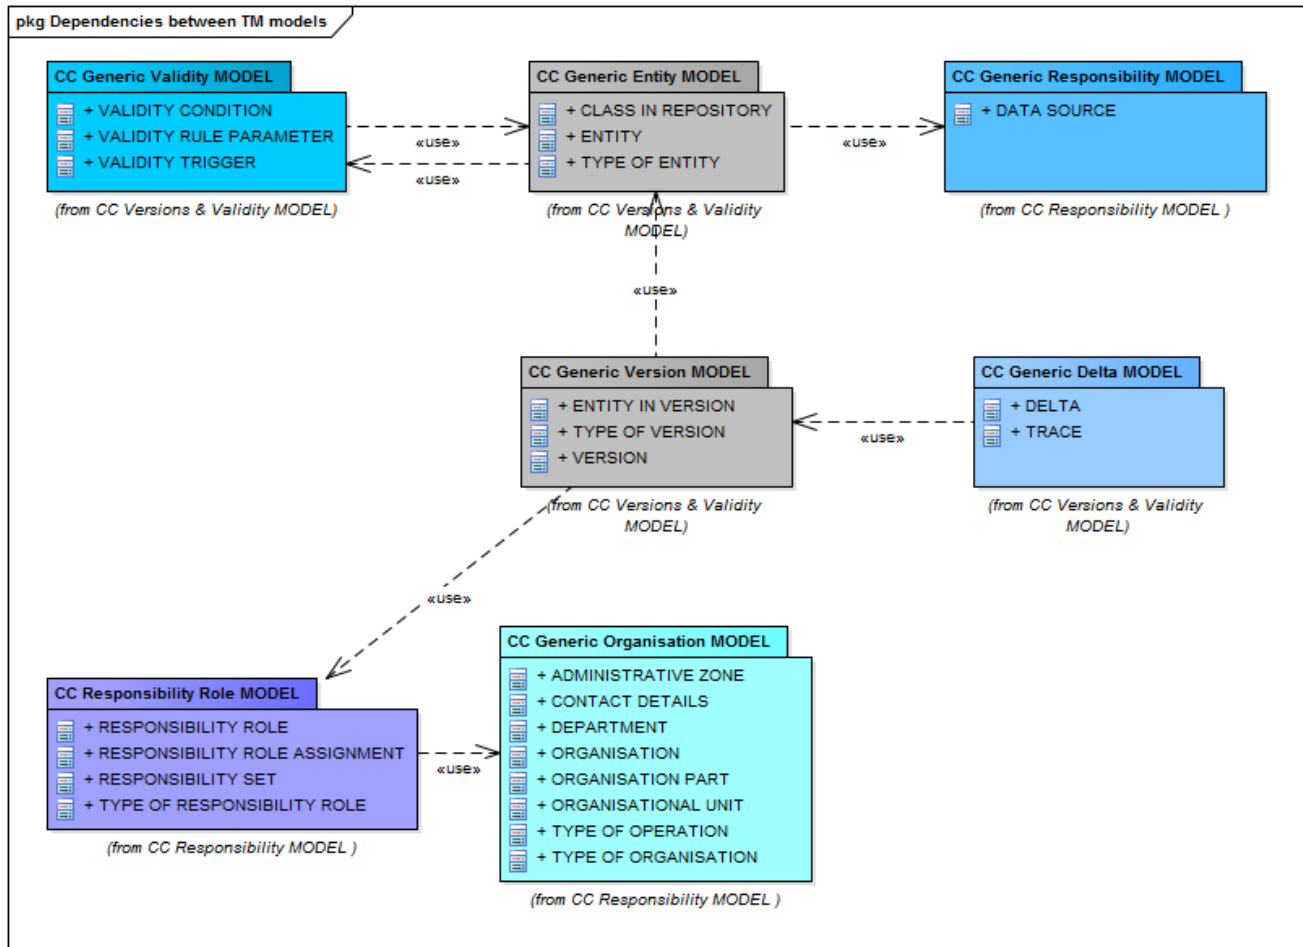 pkg Dependencies between TM models
CC Generic Validity MODEL
+ VALIDITY CONDITION
+ VALIDITY RULE PARAMETER
+ VALIDITY TRIGGER
(from CC Versions & Validity MODEL)
«use»
«use»
CC Generic Entity MODEL
+ CLASS IN REPOSITORY
+ ENTITY
+ TYPE OF ENTITY
(from CC Versions & Validity
MODEL)
«use»
CC Generic Responsibility MODEL
+ DATA SOURCE
(from CC Responsibility MODEL )
«use»
CC Generic Version MODEL
+ ENTITY IN VERSION
+ TYPE OF VERSION
+ VERSION
(from CC Versions & Validity
MODEL)
«use»
CC Generic Delta MODEL
+ DELTA
+ TRACE
(from CC Versions & Validity
MODEL)
«use»
CC Responsibility Role MODEL
+ RESPONSIBILITY ROLE
+ RESPONSIBILITY ROLE ASSIGNMENT
+ RESPONSIBILITY SET
+ TYPE OF RESPONSIBILITY ROLE
(from CC Responsibility MODEL )
«use»
CC Generic Organisation MODEL
+ ADMINISTRATIVE ZONE
+ CONTACT DETAILS
+ DEPARTMENT
+ ORGANISATION
+ ORGANISATION PART
+ ORGANISATIONAL UNIT
+ TYPE OF OPERATION
+ TYPE OF ORGANISATION
(from CC Responsibility MODEL )